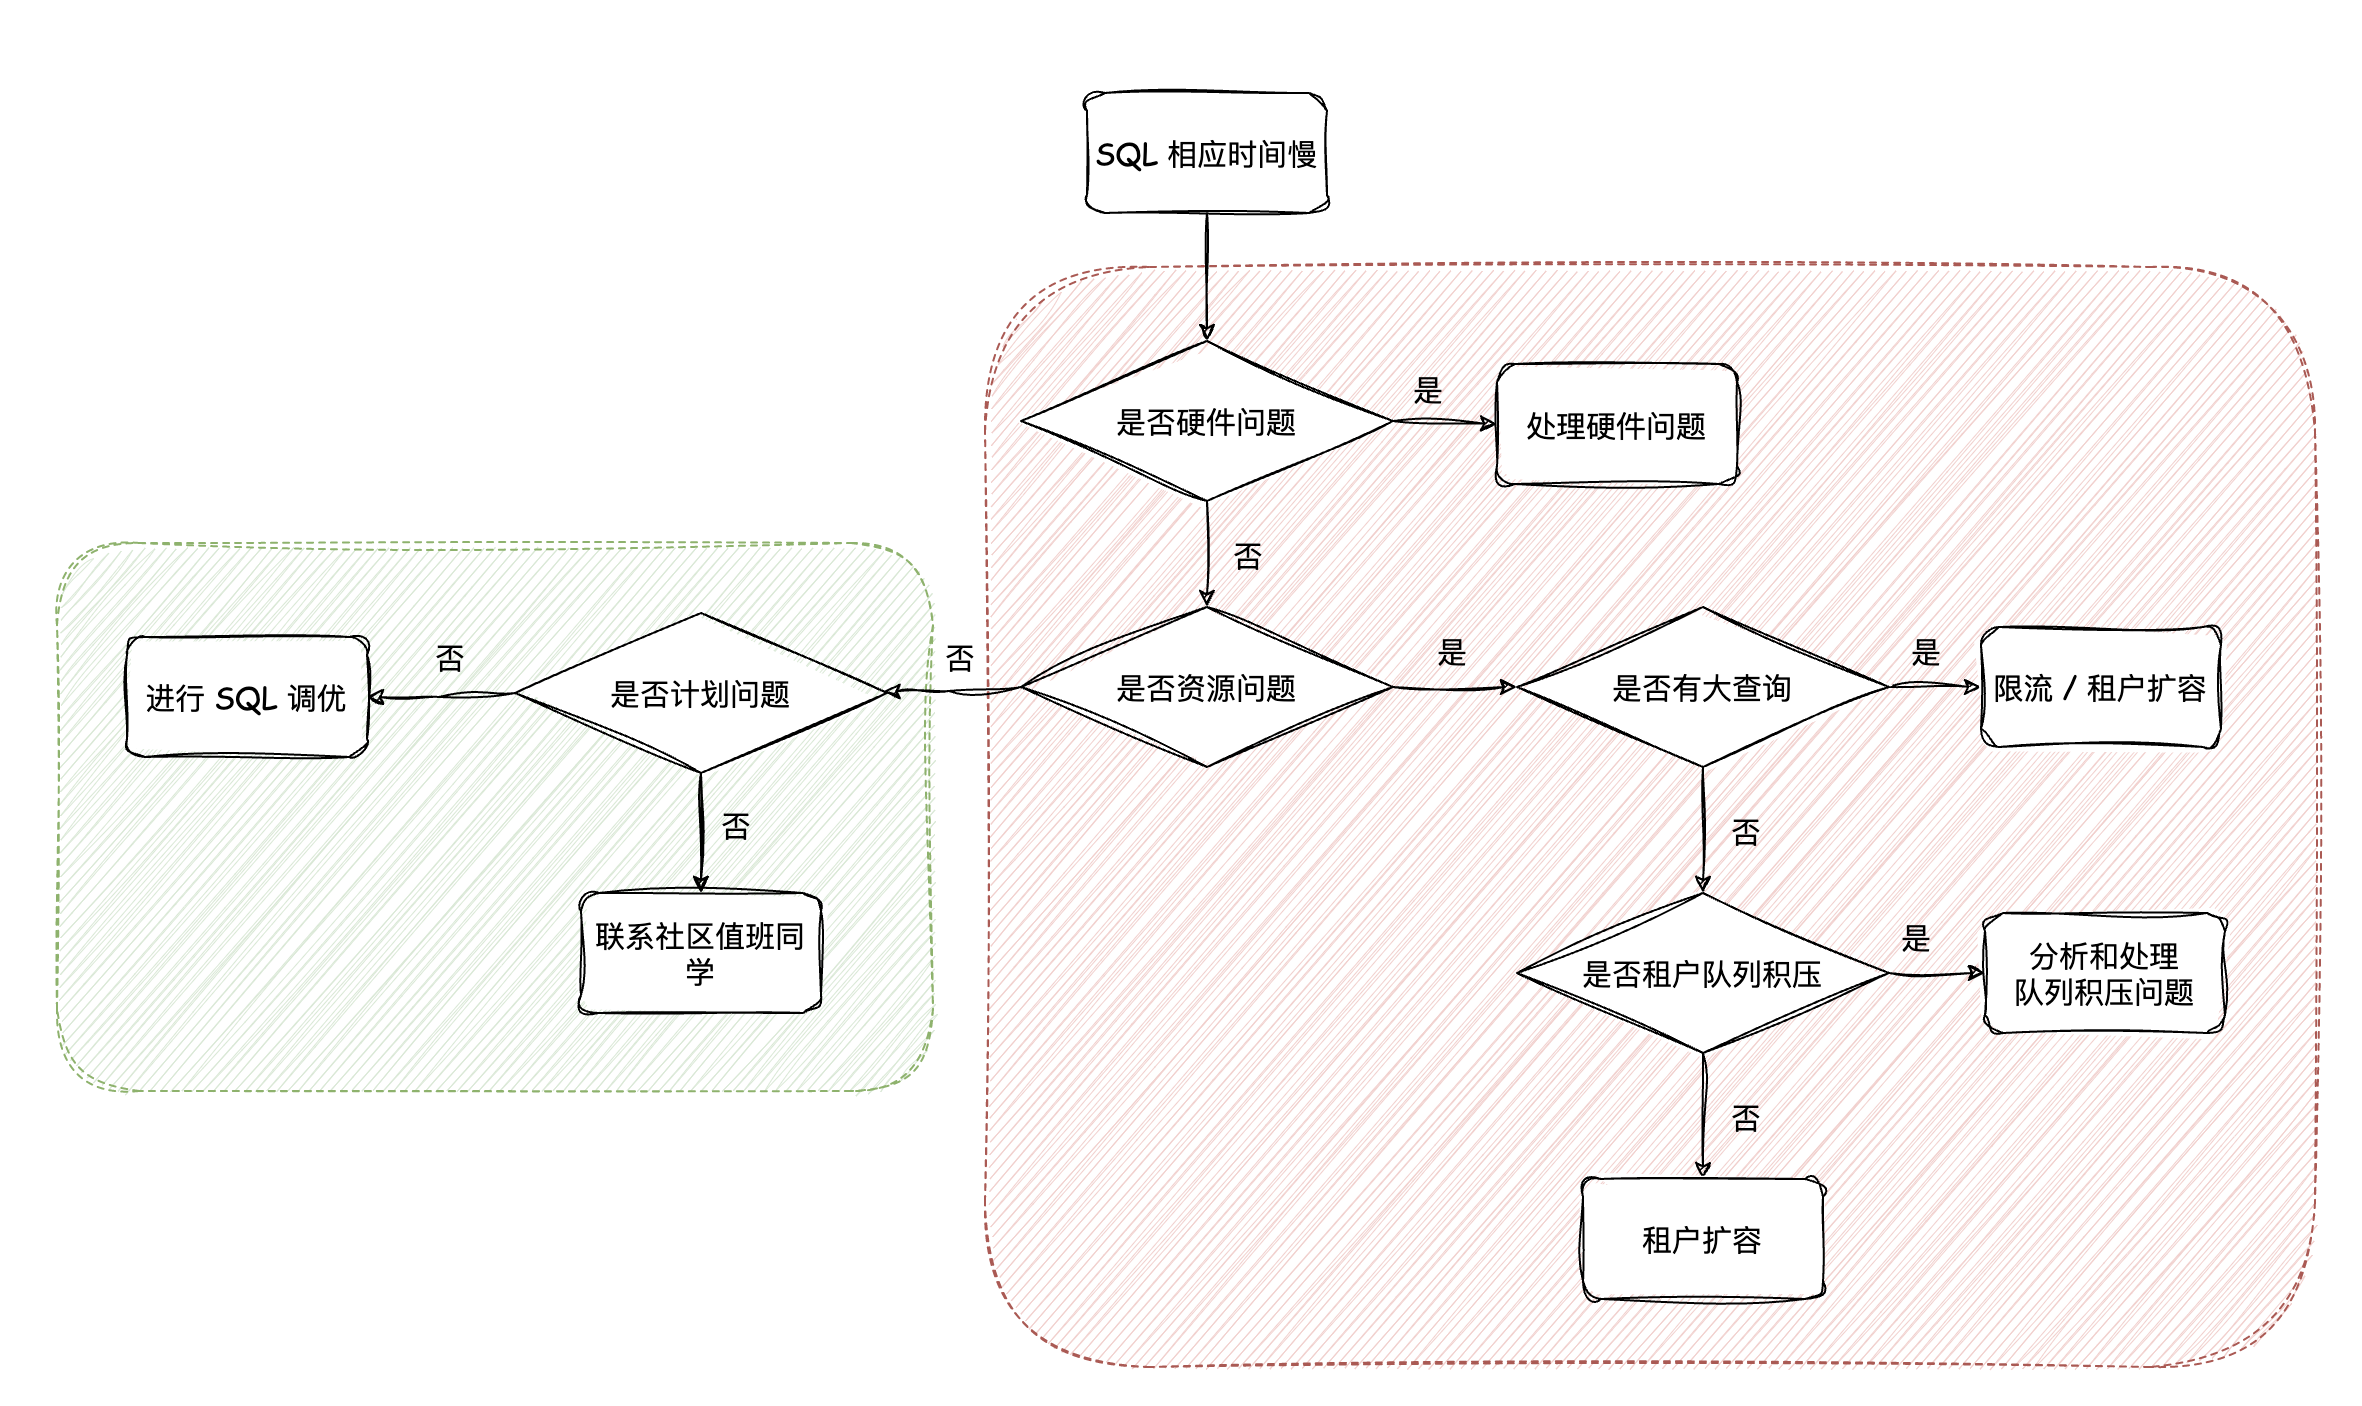 SQL 相应时间慢
是否硬件问题
是
处理硬件问题
否
是否资源问题
是
是否有大查询
是
限流 / 租户扩容
否
是否计划问题
否
进行 SQL 调优
否
联系社区值班同
学
否
是否租户队列积压
是
分析和处理
队列积压问题
否
租户扩容